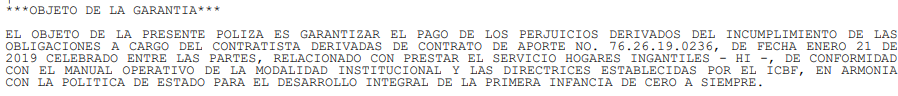 ***OBJETO DE LA GARANTIA***
EL OBJETO DE LA PRESENTE POLIZA ES GARANTIZAR EL PAGO DE LOS PERJUICIOS DERIVADOS DEL INCUMPLIMIENTO DE LAS
OBLIGACIONES A CARGO DEL CONTRATISTA DERIVADAS DE CONTRATO DE APORTE NO. 76.26.19.0236, DE FECHA ENERO 21 DE
2019 CELEBRADO ENTRE LAS PARTES, RELACIONADO CON PRESTAR EL SERVICIO HOGARES INGANTILES - HI -, DE CONFORMIDAD
CON EL MANUAL OPERATIVO DE LA MODALIDAD INSTITUCIONAL Y LAS DIRECTRICES ESTABLECIDAS POR EL ICBF, EN ARMONIA
CON LA POLITICA DE ESTADO PARA EL DESARROLLO INTEGRAL DE LA PRIMERA INFANCIA DE CERO A SIEMPRE.